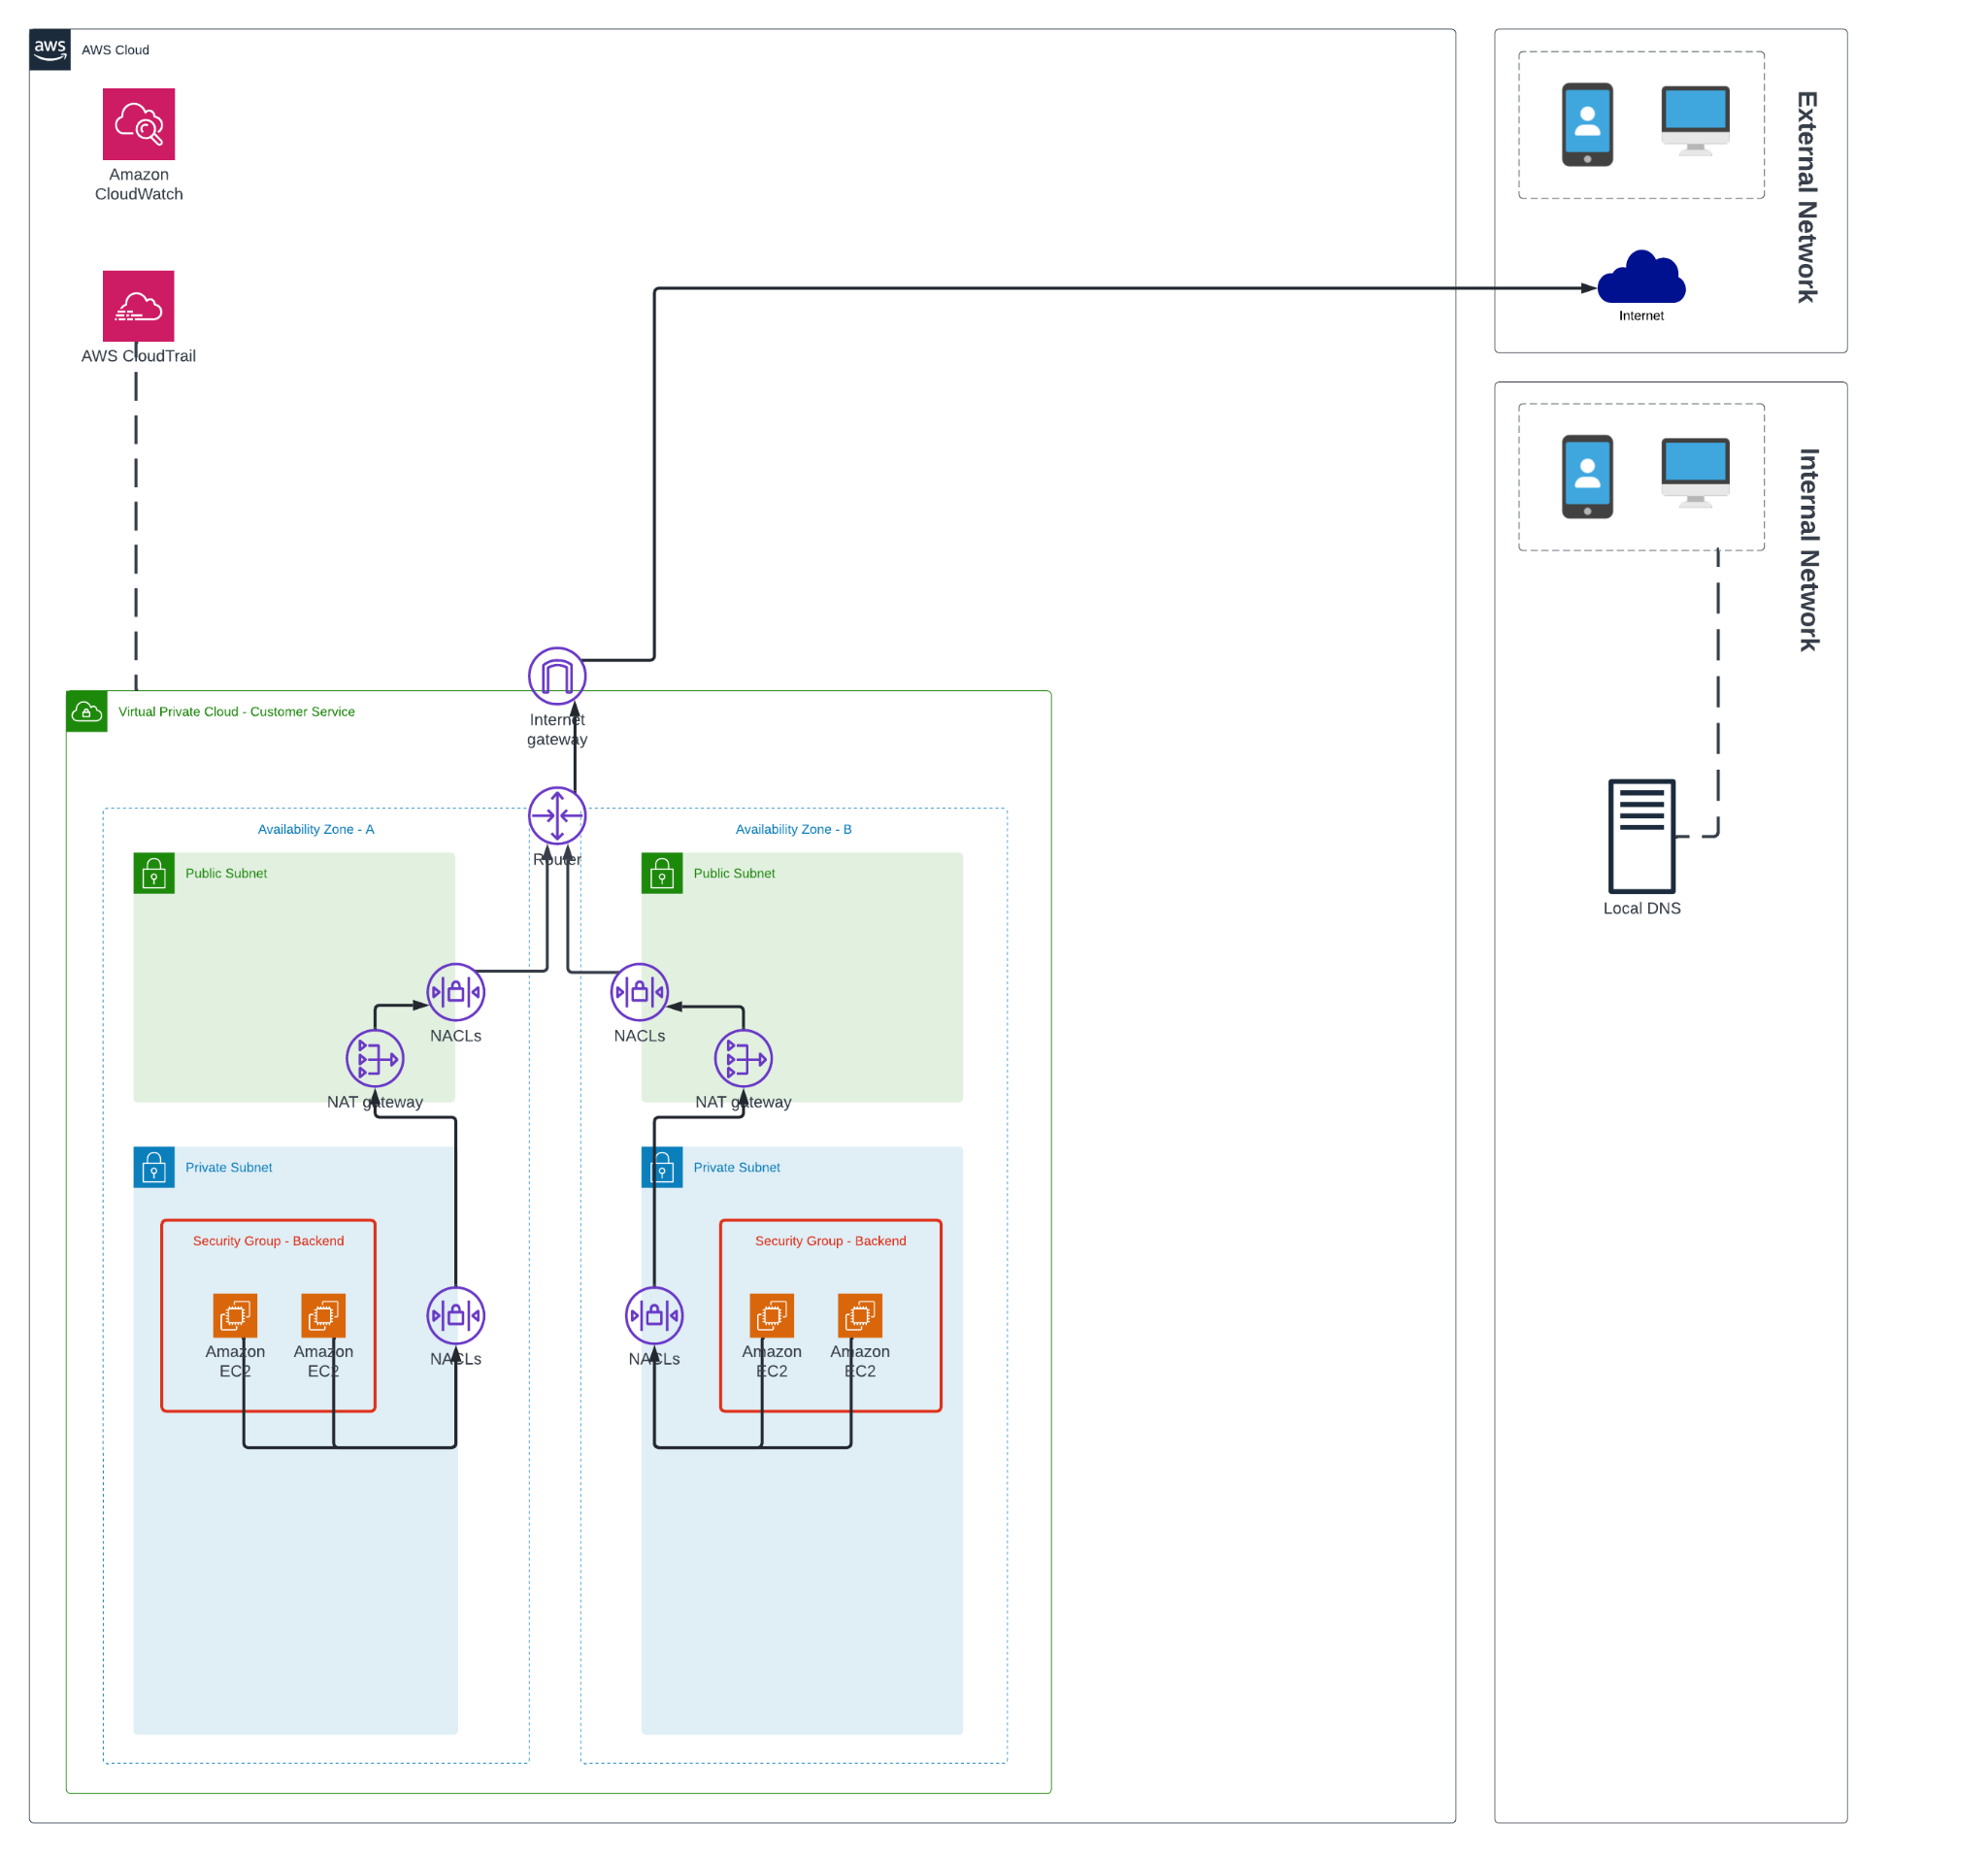 aws
AWS Cloud
Amazon
CloudWatch
AWS CloudTrail
External Network
Internet
Internal Network
Local DNS
Virtual Private Cloud - Customer Service
Internet
gateway
Router
Availability Zone - A
Public Subnet
NACLs
NAT gateway
Private Subnet
Security Group - Backend
Amazon
EC2
Amazon
EC2
NACLs
Availability Zone - B
Public Subnet
NACLs
NAT gateway
Private Subnet
Security Group - Backend
NACLs
Amazon
EC2
Amazon
EC2